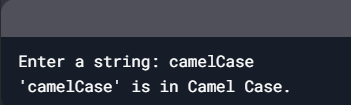 Enter a string: camelCase
'camelCase' is in Camel Case.